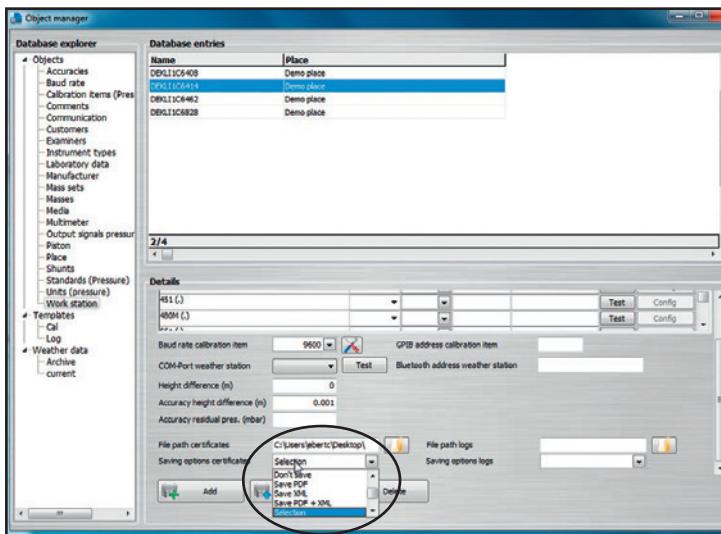 Object manager
Database explorer
Objects
Accuracies
Baud rate
Calibration items (Pres
Comments
Communication
Customers
Examiners
Instrument types
Laboratory data
Manufacturer
Mass sets
Masses
Media
Multimeter
Output signals pressur
Piston
Place
Shunts
Standards (Pressure)
Units (pressure)
Work station
Templates
Cal
Log
Weather data
Archive
current
Database entries
Name Place
DEKLI1C6408 Demo place
DEKLI1C6414 Demo place
DEKLI1C6462 Demo place
DEKLI1C6828 Demo place
2/4
Details
451 (.) Test Config
480M (.) Test Config
Baud rate calibration item 9600 GPIB address calibration item
COM-Port weather station Test Bluetooth address weather station
Height difference (m) 0
Accuracy height difference (m) 0.001
Accuracy residual pres. (mbar)
File path certificates C:\Users\ebertc\Desktop\ File path logs
Saving options certificates Selection Saving options logs
Don't save
Save PDF
Save XML
Save PDF + XML
Selection
Add Delete